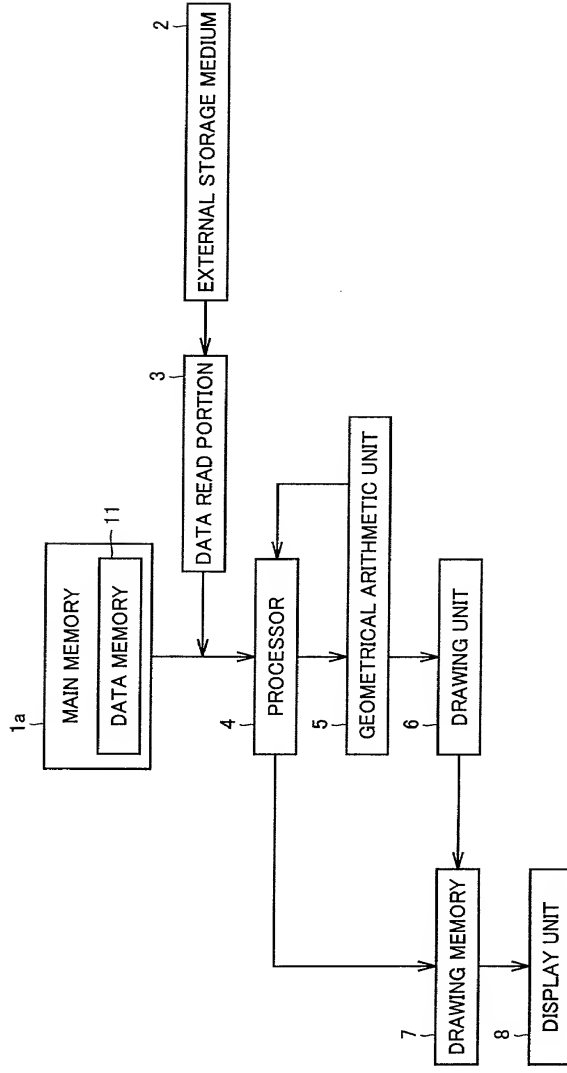 1a
MAIN MEMORY
11
DATA MEMORY
2
EXTERNAL STORAGE MEDIUM
3
DATA READ PORTION
4
PROCESSOR
5
GEOMETRICAL ARITHMETIC UNIT
6
DRAWING UNIT
7
DRAWING MEMORY
8
DISPLAY UNIT